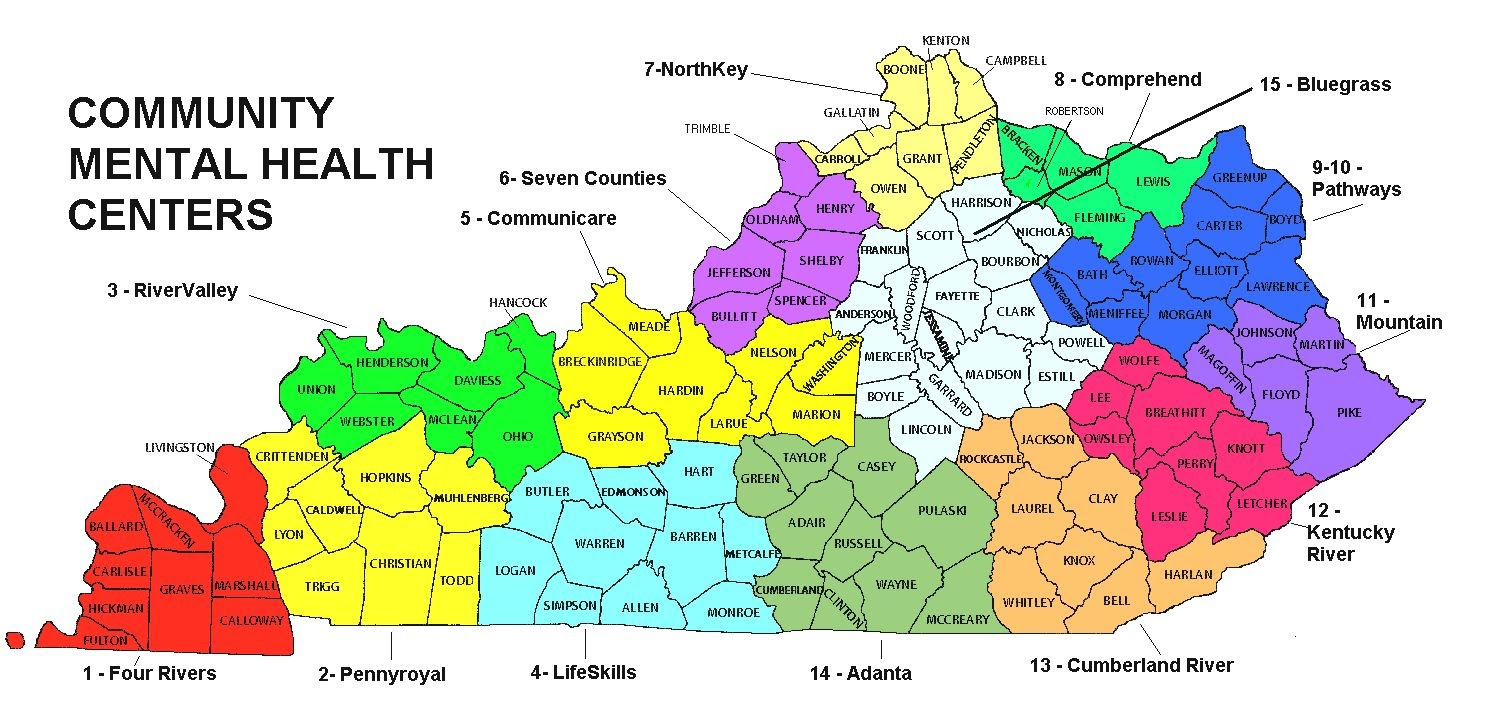 COMMUNITY
MENTAL HEALTH
CENTERS
KENTON
7-NorthKey
BOONE
CAMPBELL
8 - Comprehend
15 - Bluegrass
GALLATIN
ROBERTSON
TRIMBLE
CARROLL
GRANT
PENDLETON
BRACKEN
MASON
LEWIS
GREENUP
9-10 -
Pathways
6- Seven Counties
OWEN
HARRISON
5 - Communicare
OLDHAM
HENRY
FLEMING
CARTER
BOYD
SCOTT
NICHOLAS
FRANKLIN
JEFFERSON
SHELBY
BOURBON
BATH
ROWAN
ELLIOTT
LAWRENCE
3 - RiverValley
HANCOCK
SPENCER
WOODFORD
FAYETTE
MONTGOMERY
11 -
Mountain
MEADE
BULLITT
ANDERSON
JESSAMINE
CLARK
MENIFFEE
MORGAN
JOHNSON
MARTIN
HENDERSON
BRECKINRIDGE
NELSON
WASHINGTON
MERCER
POWELL
WOLFE
MAGOFFIN
UNION
DAVIESS
HARDIN
MADISON
ESTILL
LEE
FLOYD
PIKE
WEBSTER
MCLEAN
LARUE
MARION
BOYLE
GARRARD
BREATHITT
OHIO
GRAYSON
LINCOLN
JACKSON
OWSLEY
KNOTT
LIVINGSTON
CRITTENDEN
HOPKINS
HART
TAYLOR
CASEY
ROCKCASTLE
PERRY
MUHLENBERG
BUTLER
EDMONSON
GREEN
CLAY
LETCHER
12 -
Kentucky
River
BALLARD
MCCRACKEN
CALDWELL
LYON
ADAIR
PULASKI
LAUREL
LESLIE
WARREN
BARREN
METCALFE
RUSSELL
CARLISLE
GRAVES
MARSHALL
TRIGG
CHRISTIAN
TODD
LOGAN
KNOX
HARLAN
HICKMAN
CALLOWAY
SIMPSON
ALLEN
MONROE
CUMBERLAND
CLINTON
WAYNE
MCCREARY
WHITLEY
BELL
FULTON
1 - Four Rivers
2- Pennyroyal
4- LifeSkills
14 - Adanta
13 - Cumberland River